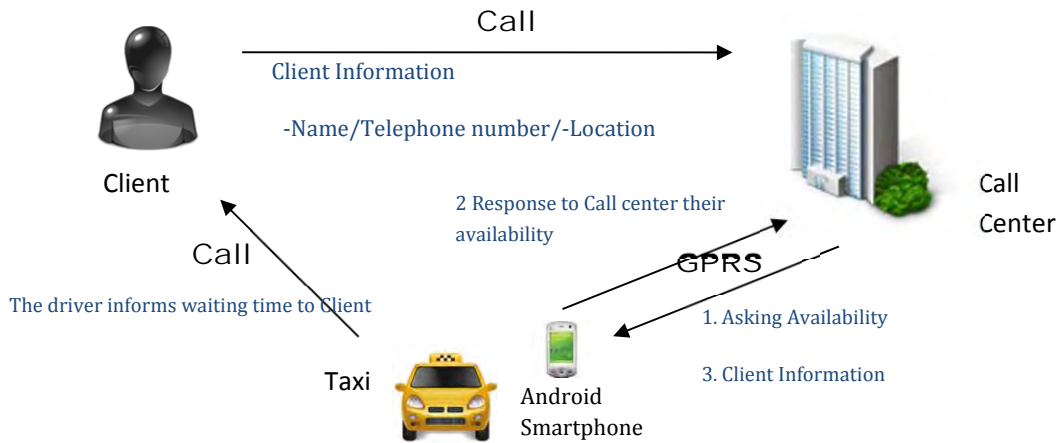 Call
Client Information
-Name/Telephone number/-Location
Client
Call
Center
2 Response to Call center their
availability
GPRS
Call
The driver informs waiting time to Client
1. Asking Availability
3. Client Information
Taxi
Android
Smartphone